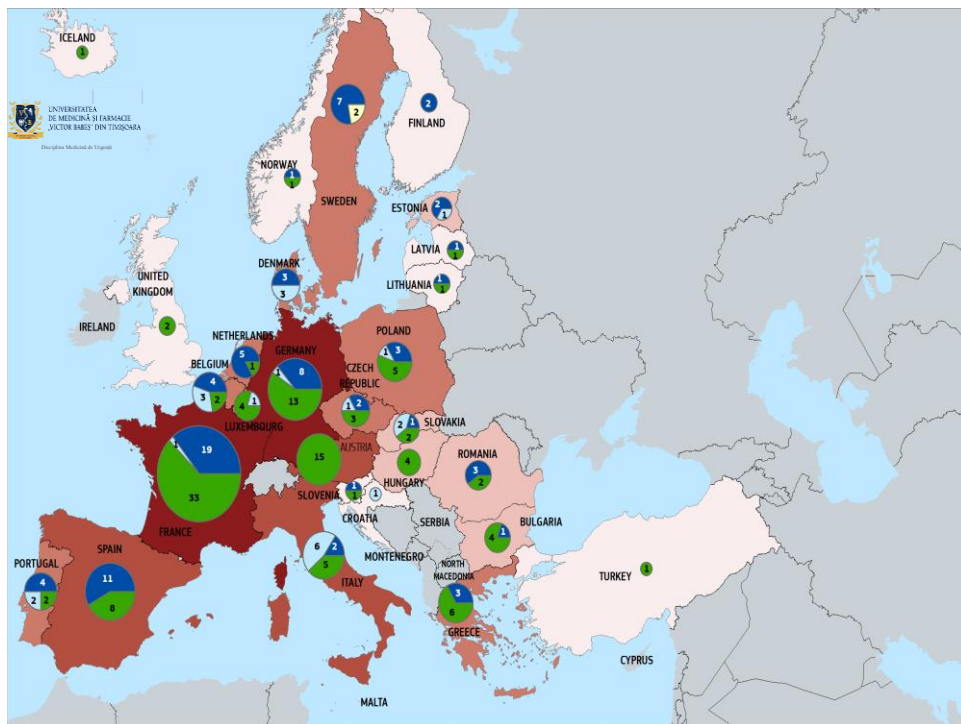 ICELAND
1
UNIVERSITATEA
DE MEDICINĂ ȘI FARMACIE
„VICTOR BABEȘ” DIN TIMIȘOARA
Disciplina Medicină de Urgență
7
2
2
FINLAND
NORWAY
1
1
SWEDEN
ESTONIA
2
1
LATVIA
1
1
LITHUANIA
1
1
DENMARK
3
3
UNITED
KINGDOM
2
IRELAND
NETHERLANDS
5
1
BELGIUM
4
3
2
GERMANY
1
8
13
POLAND
1
3
5
CZECH
REPUBLIC
1
2
3
4
1
LUXEMBOURG
2
1
2
SLOVAKIA
AUSTRIA
15
4
HUNGARY
ROMANIA
3
2
1
19
33
FRANCE
SLOVENIA
1
1
1
CROATIA
SERBIA
BULGARIA
4
1
MONTENEGRO
6
2
5
ITALY
NORTH
MACEDONIA
3
6
GREECE
SPAIN
11
8
PORTUGAL
4
2
2
TURKEY
1
CYPRUS
MALTA